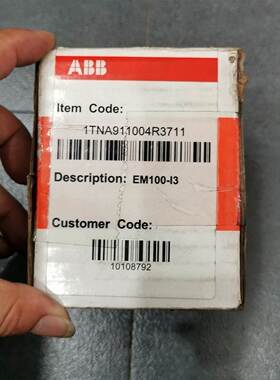 ABB
Item Code:
1TNA911004R3711
Description: EM100-I3
Customer Code:
10108792